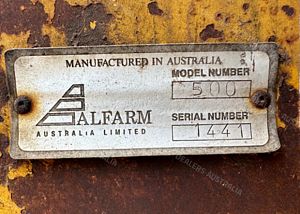 MANUFACTURED IN AUSTRALIA
MODEL NUMBER
500
ALFARM
AUSTRALIA LIMITED
SERIAL NUMBER
1441